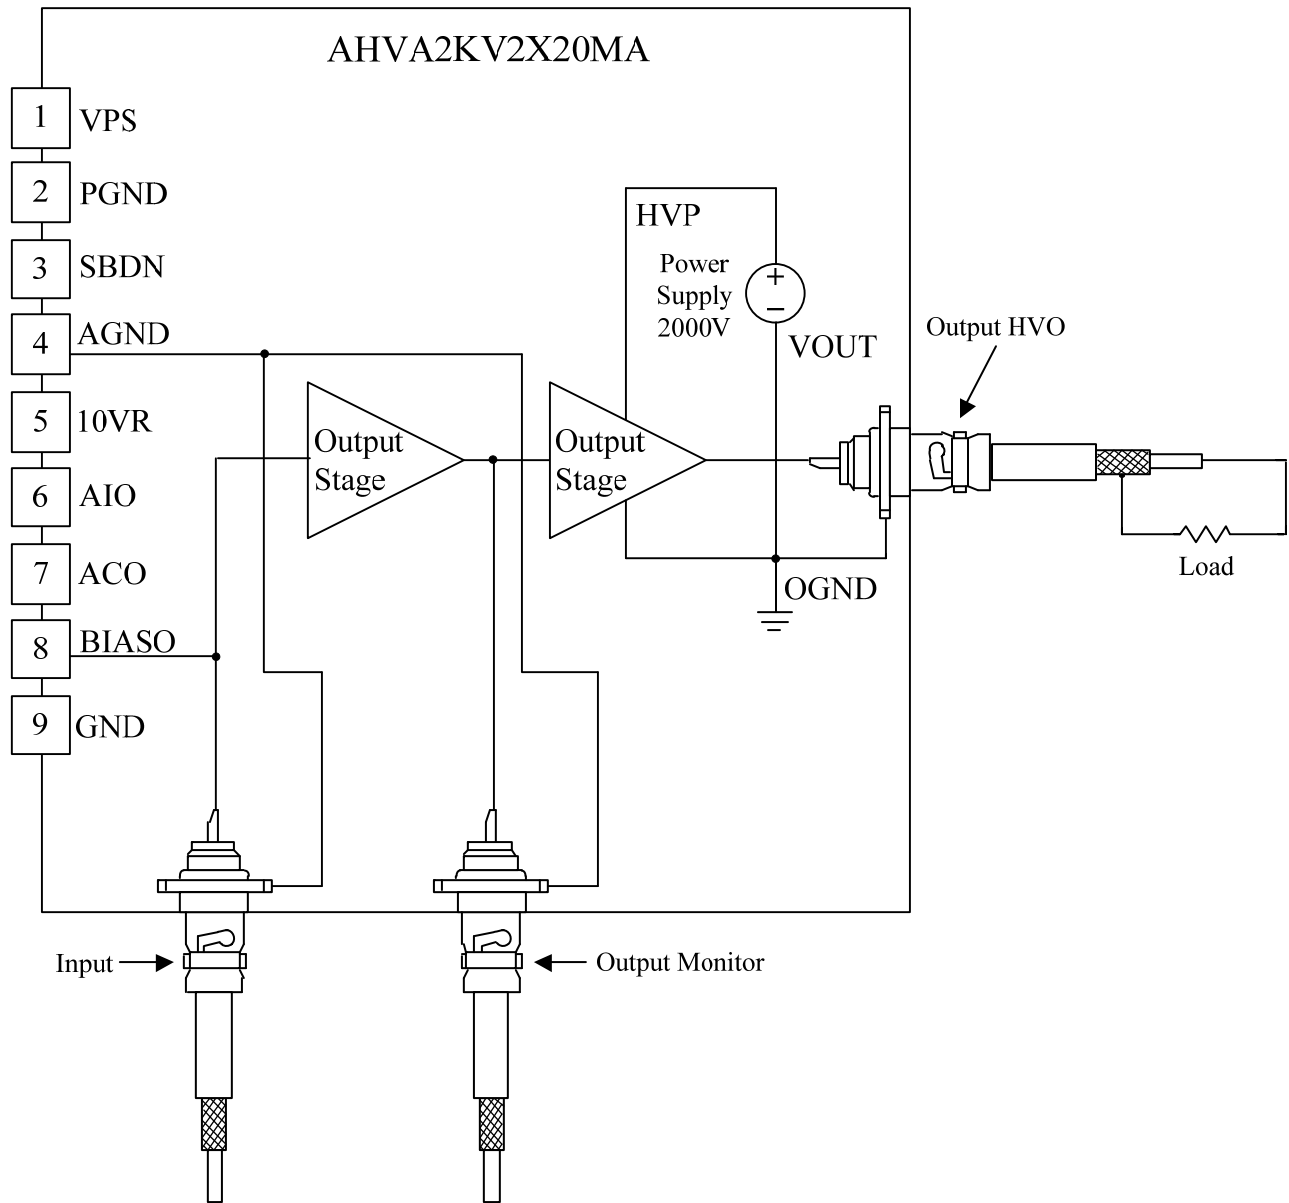 AHVA2KV2X20MA
1 VPS
2 PGND
3 SBDN
4 AGND
5 10VR
6 AIO
7 ACO
8 BIASO
9 GND
HVP
Power
Supply
2000V
+
−
VOUT
Output HVO
Output
Stage
Output
Stage
OGND
Load
Input
Output Monitor